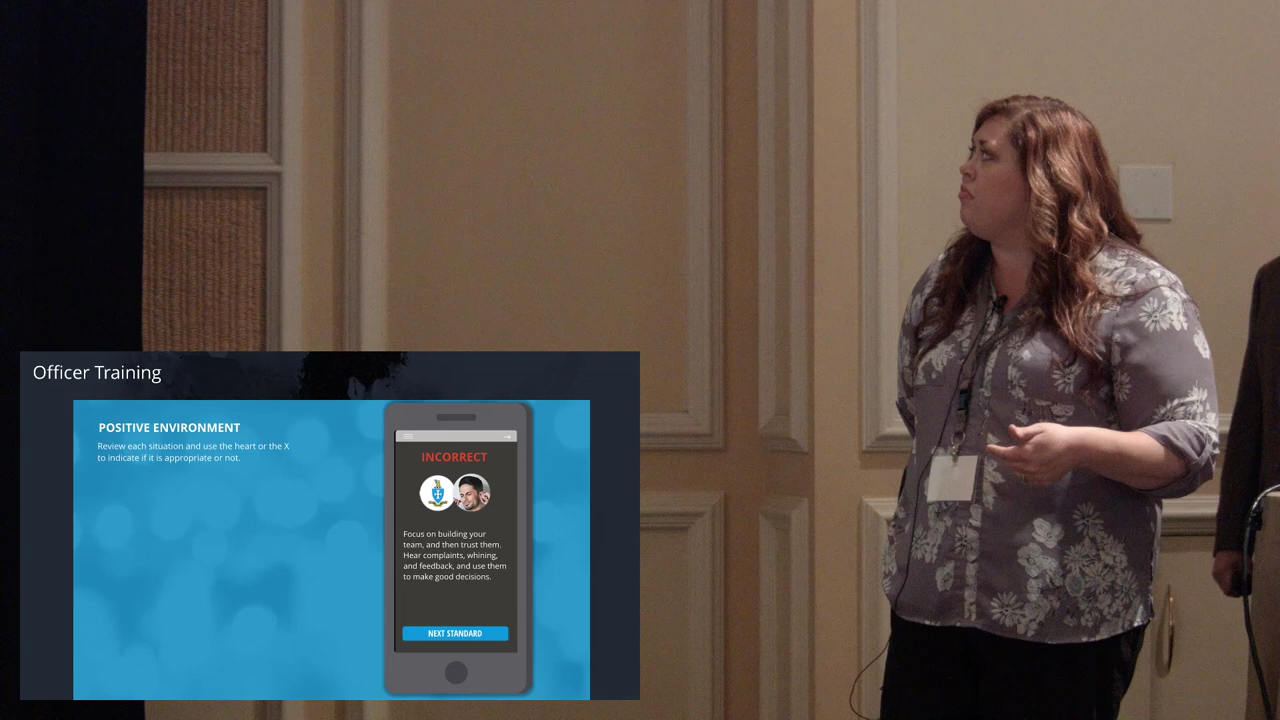 Officer Training
POSITIVE ENVIRONMENT
Review each situation and use the heart or the X
to indicate if it is appropriate or not.
INCORRECT
Focus on building your
team, and then trust them.
Hear complaints, whining,
and feedback, and use them
to make good decisions.
NEXT STANDARD